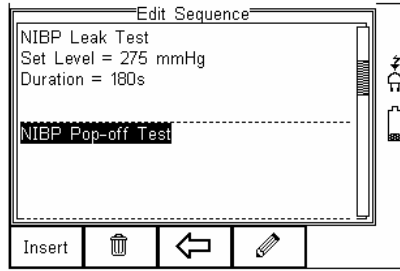 Edit Sequence
NIBP Leak Test
Set Level = 275 mmHg
Duration = 180s
NIBP Pop-off Test
Insert